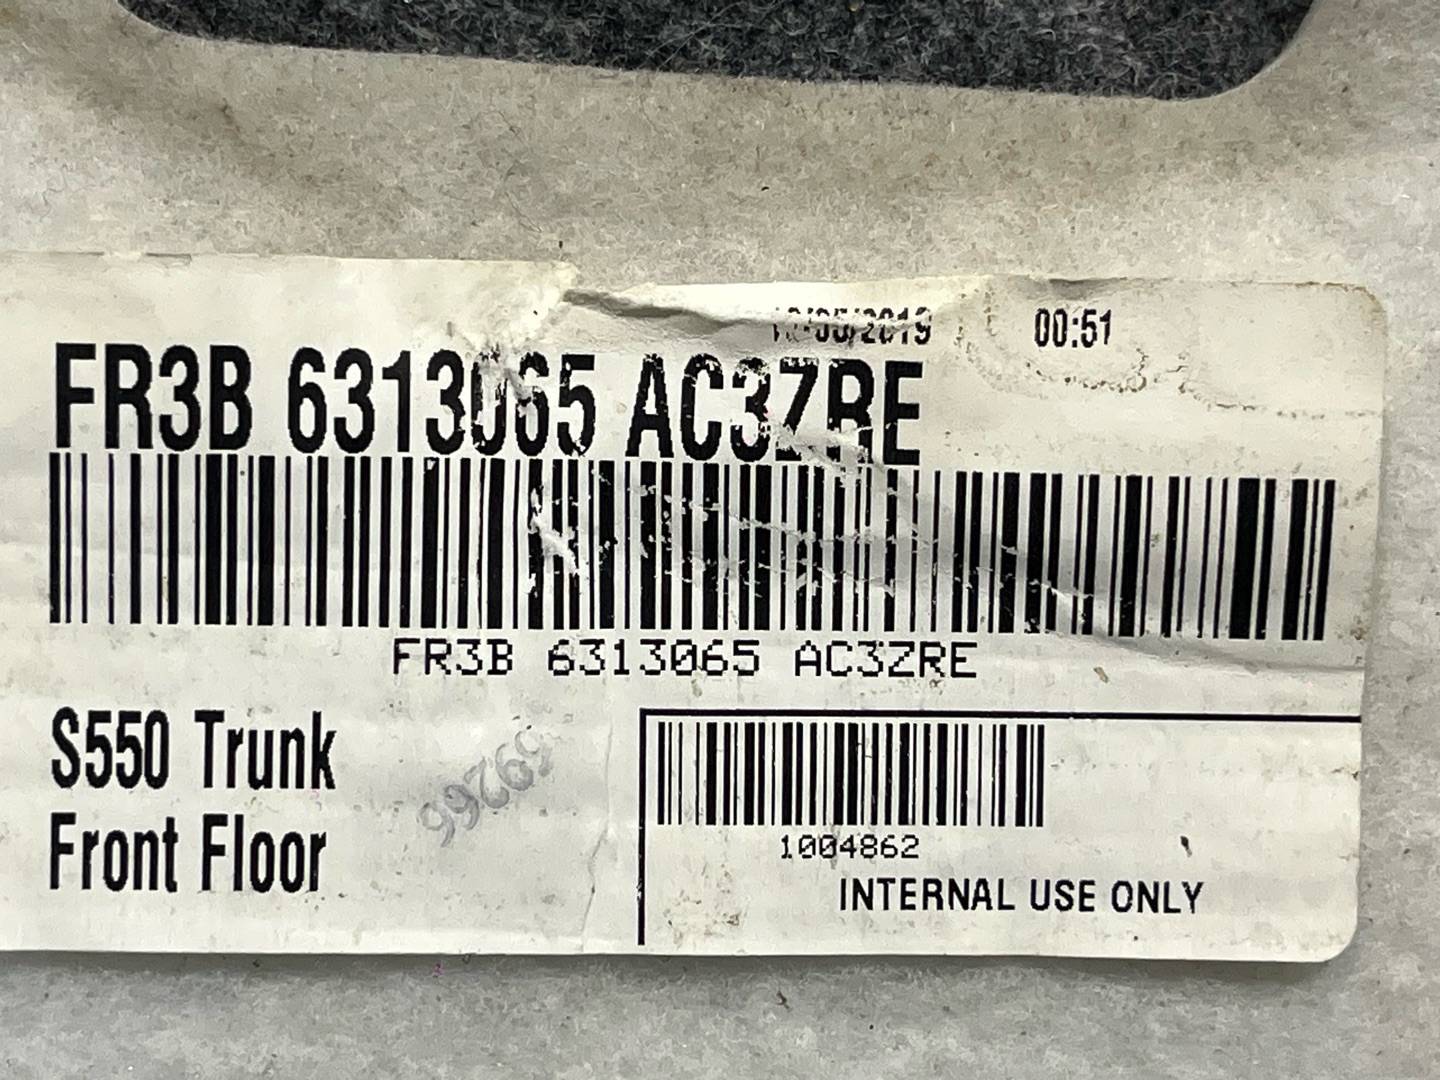 00:51
FR3B 6313065 AC3ZRE
FR3B 6313065 AC3ZRE
S550 Trunk
Front Floor
1004862
INTERNAL USE ONLY